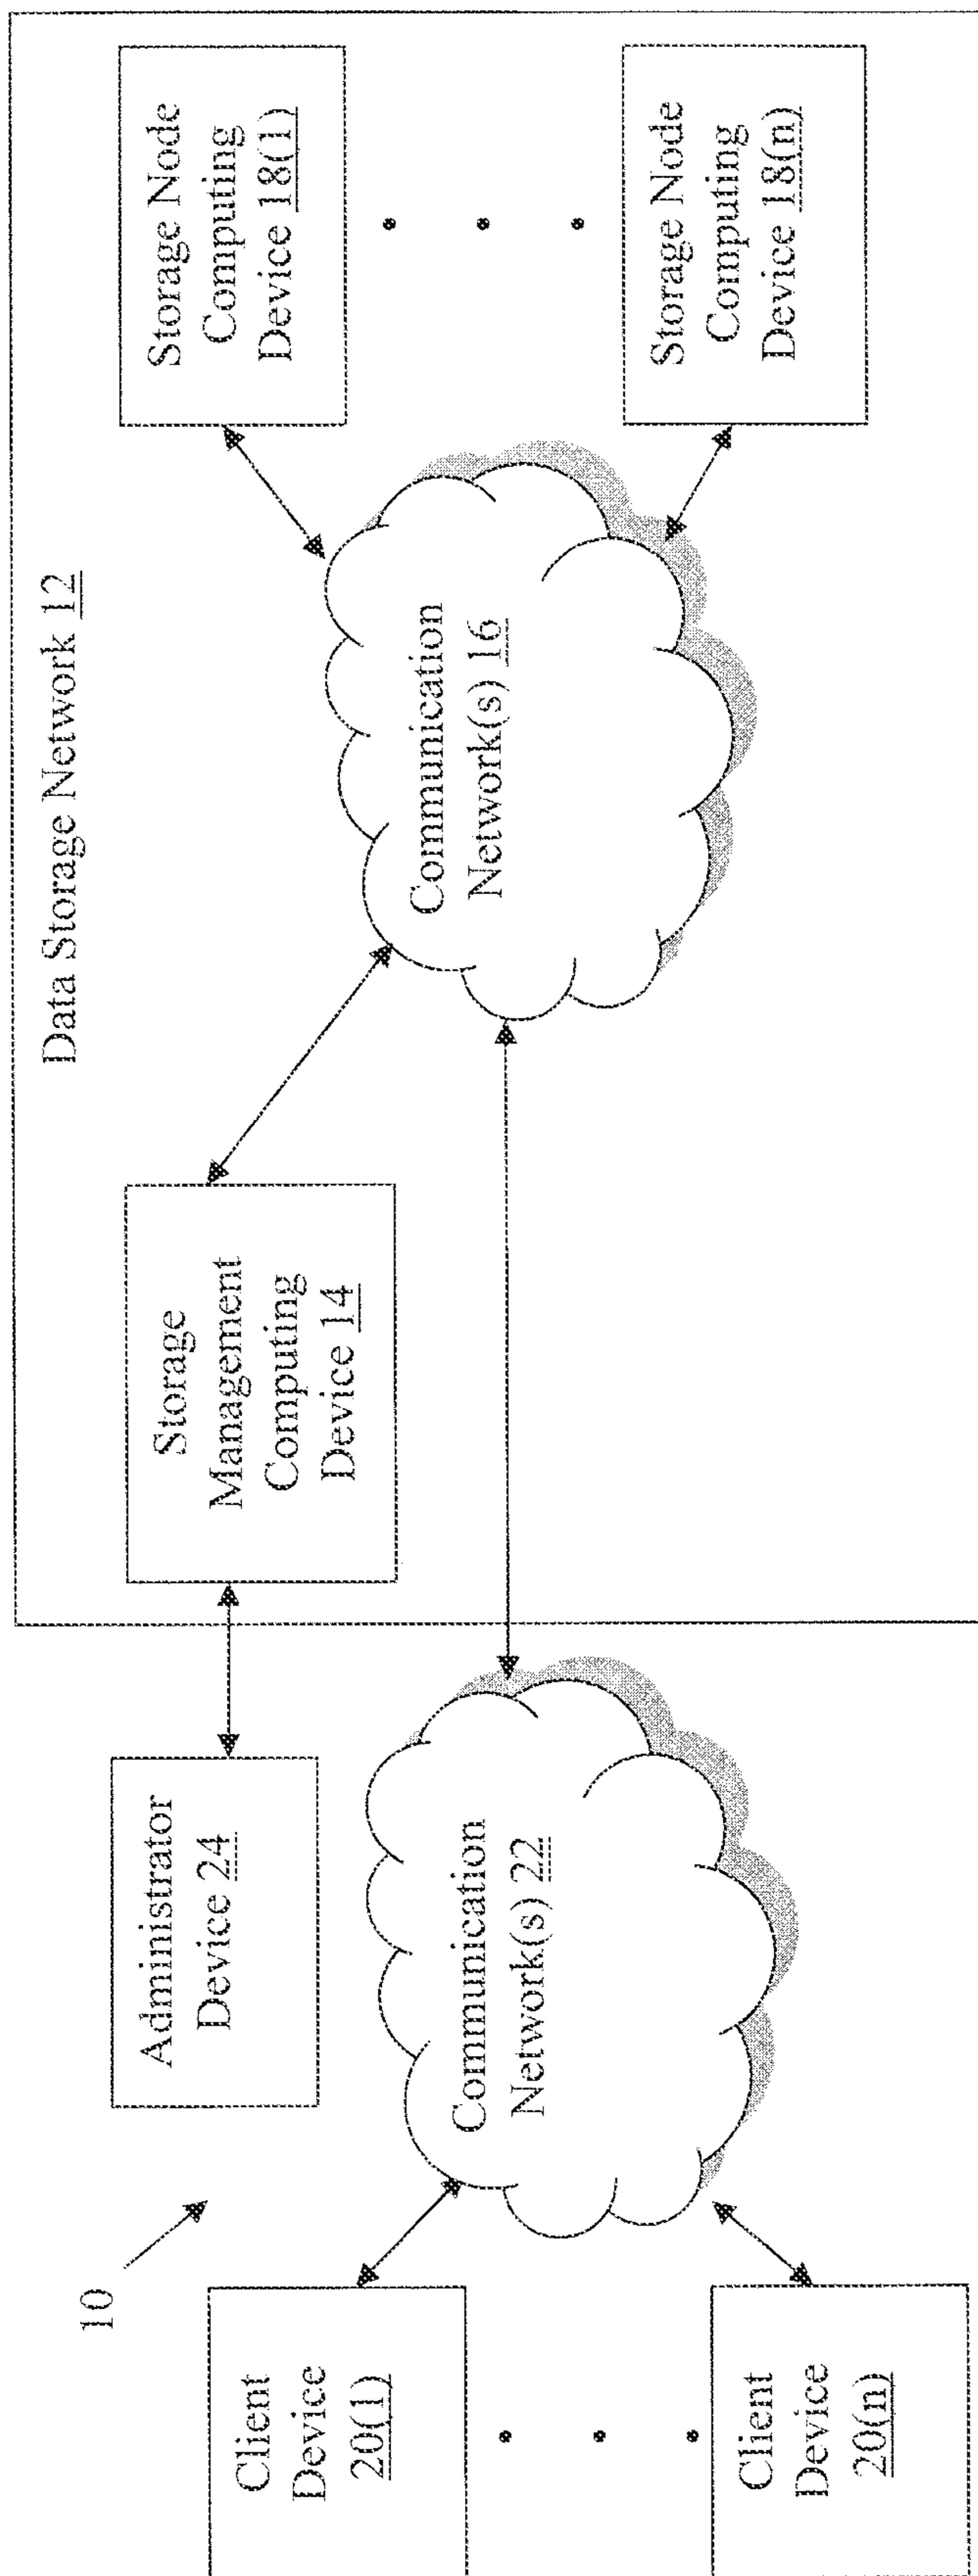 Data Storage Network 12
10
Client
Device
20(1)
Client
Device
20(n)
Administrator
Device 24
Communication
Network(s) 22
Storage
Management
Computing
Device 14
Communication
Network(s) 16
Storage Node
Computing
Device 18(1)
Storage Node
Computing
Device 18(n)